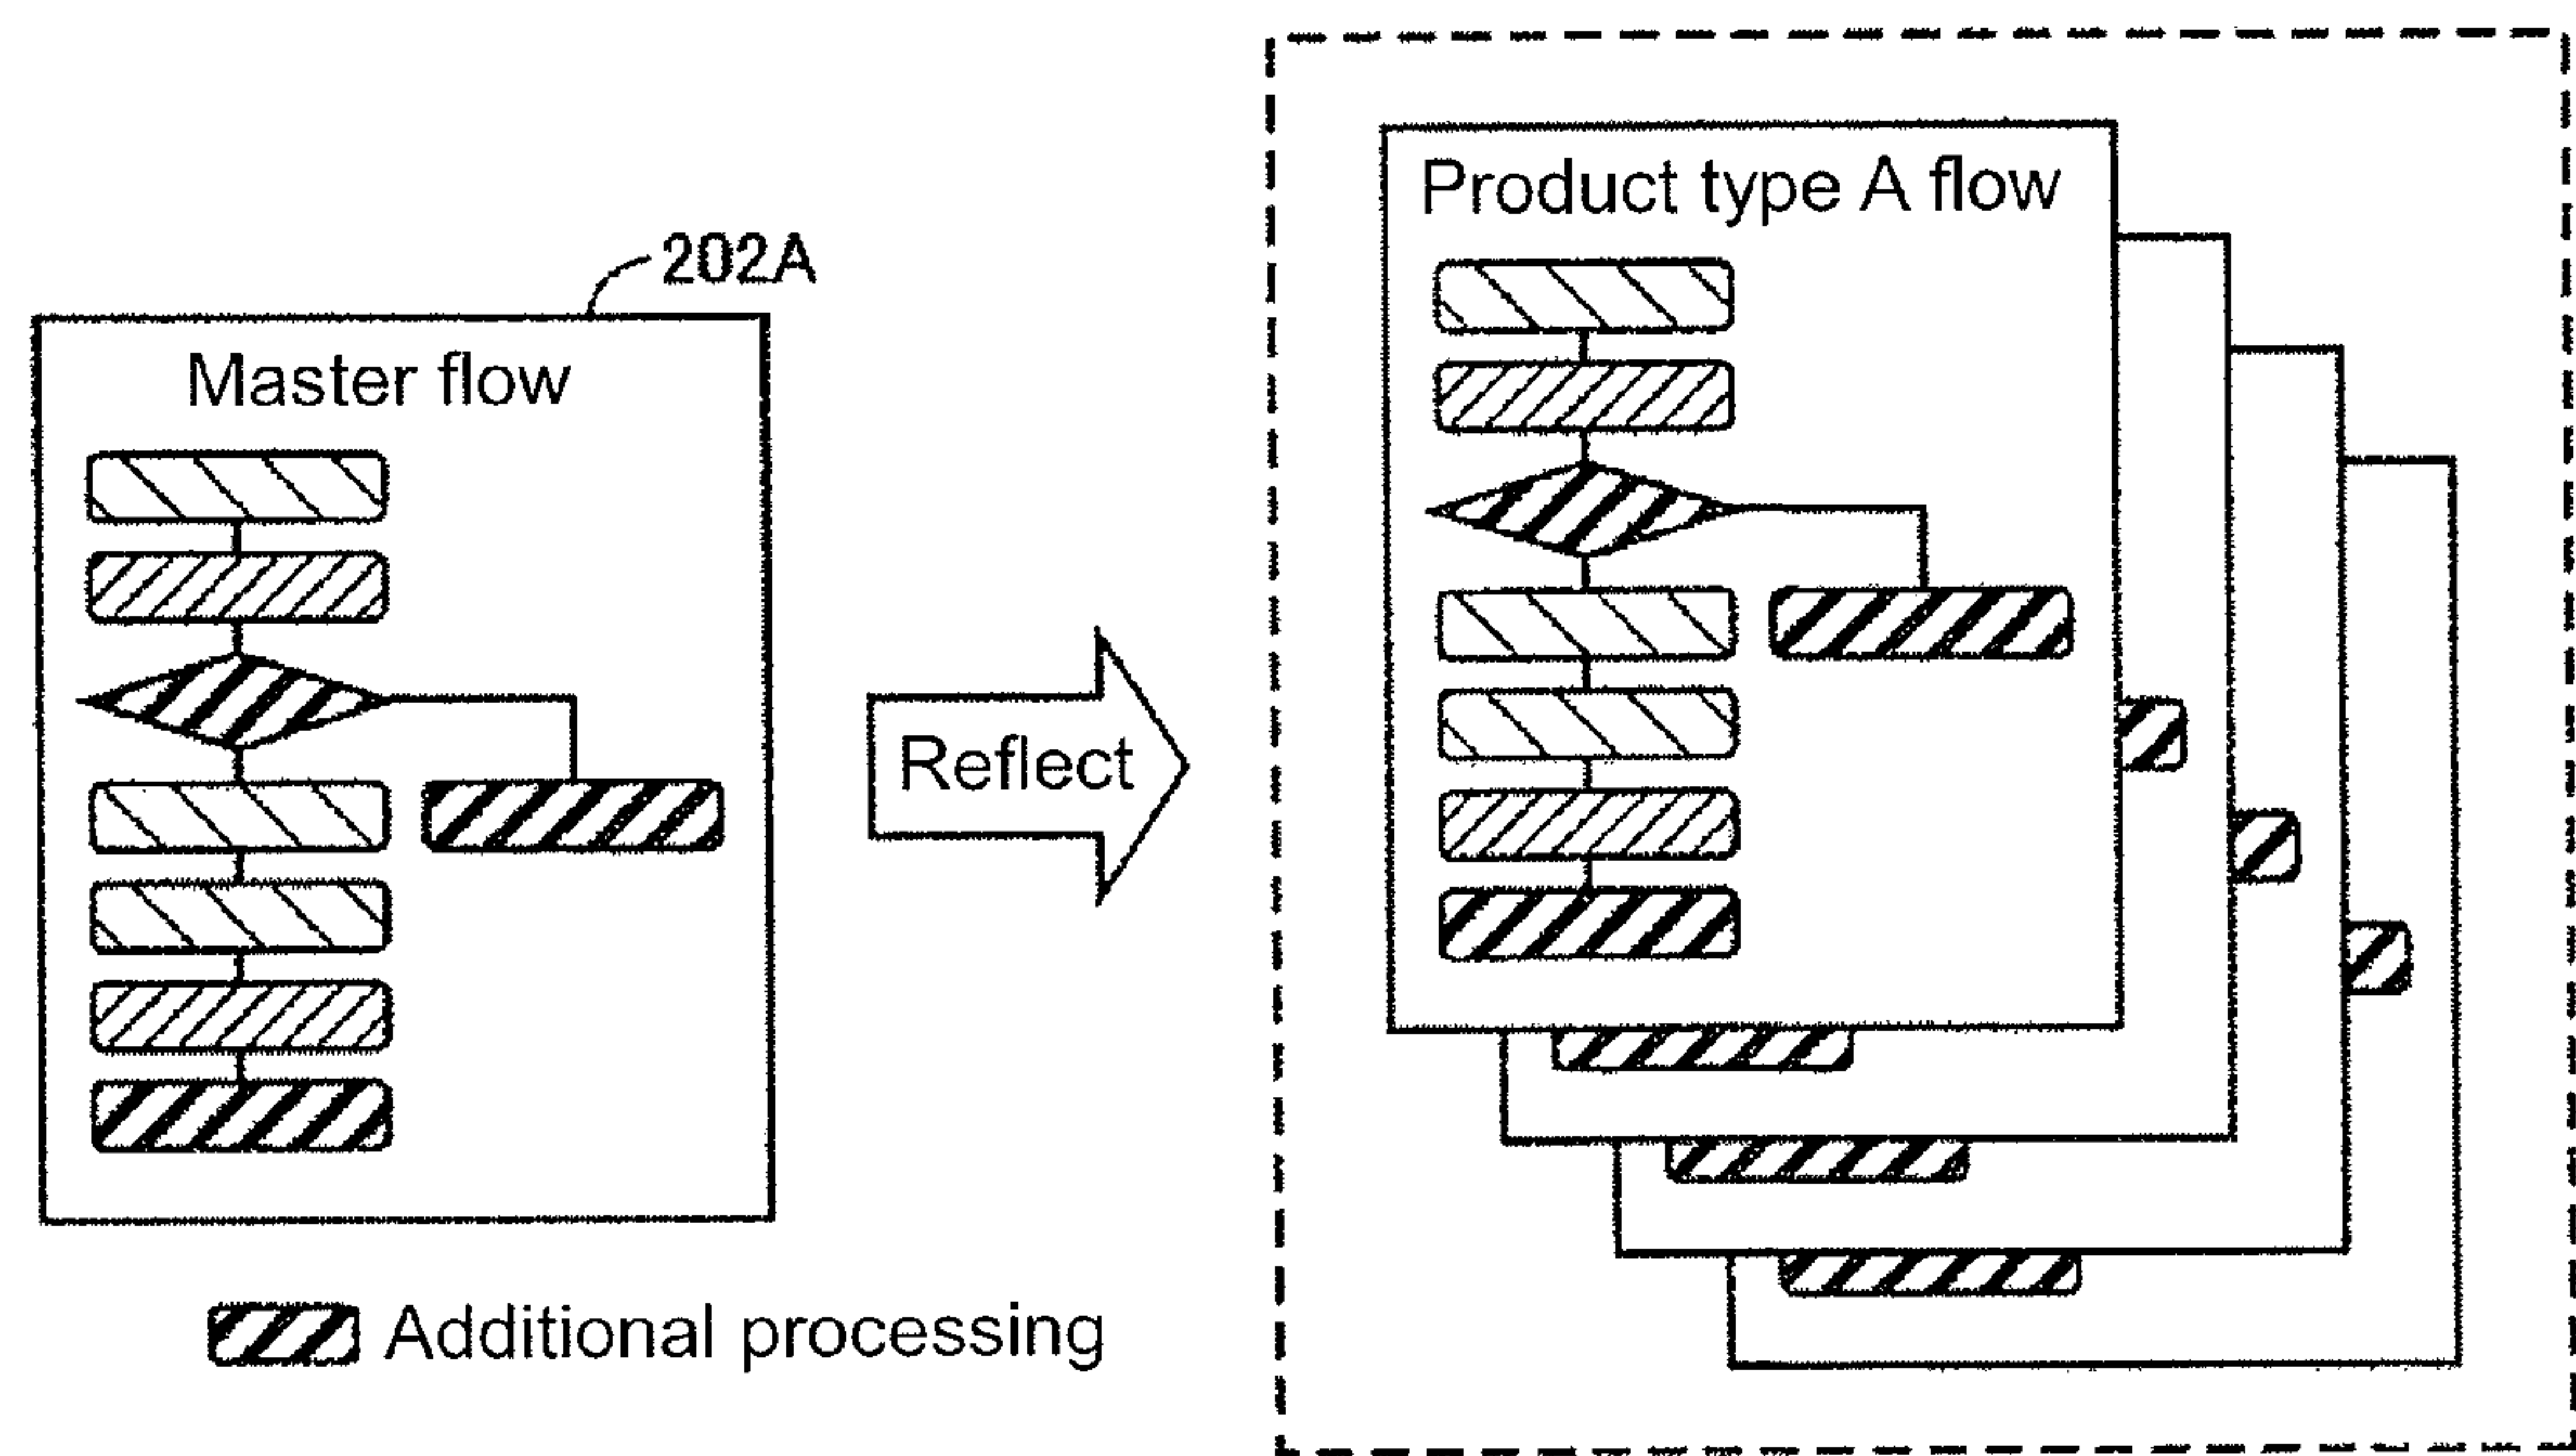 202A
Master flow
Reflect
Product type A flow
Additional processing